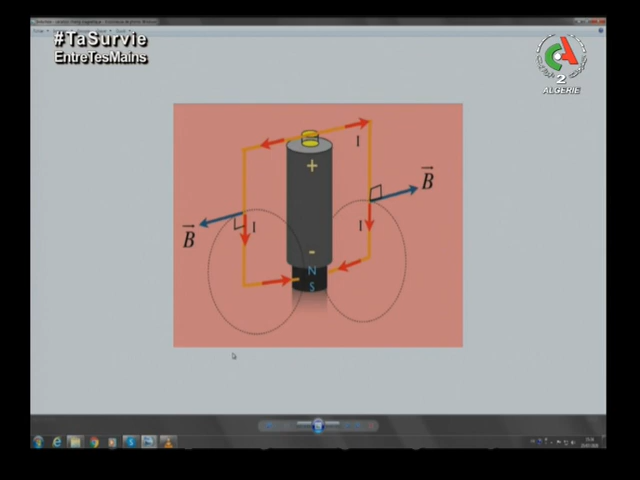 #TaSurvie
EntreTesMains
2
ALGERIE
I
+
B
B
I
I
-
N
S